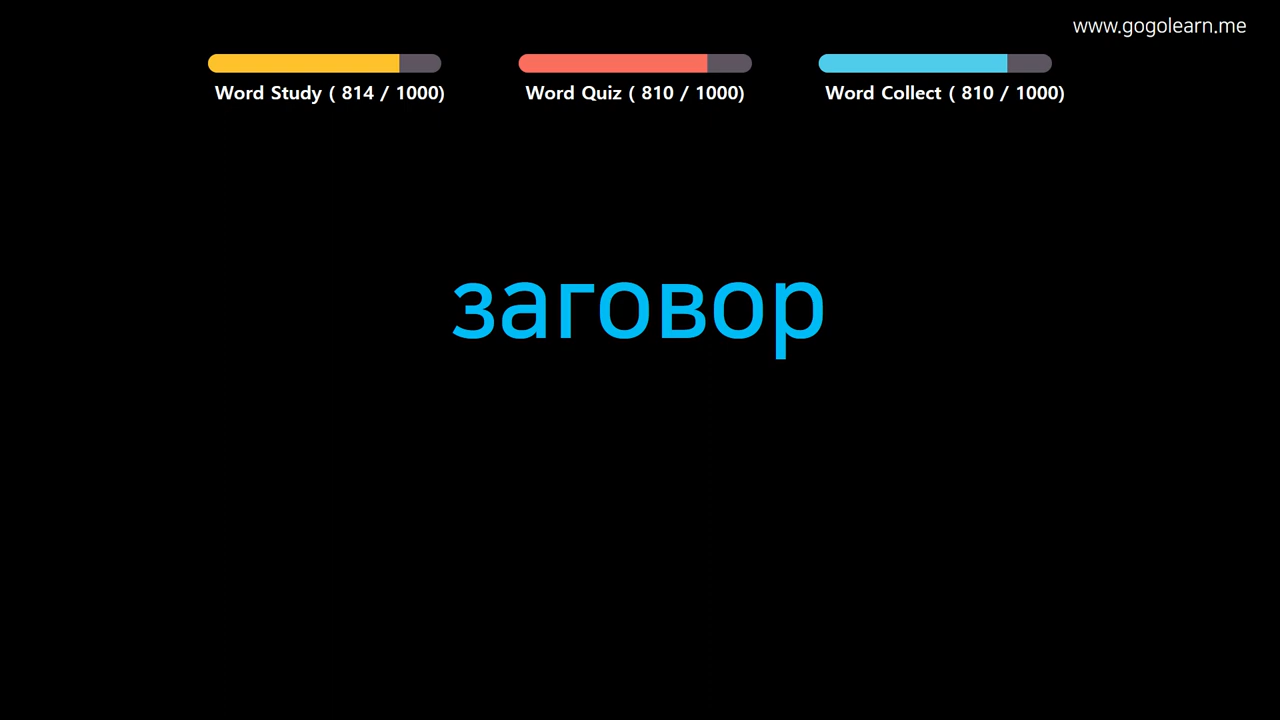 www.gogolearn.me
Word Study ( 814 / 1000)
Word Quiz ( 810 / 1000)
Word Collect ( 810 / 1000)
заговор